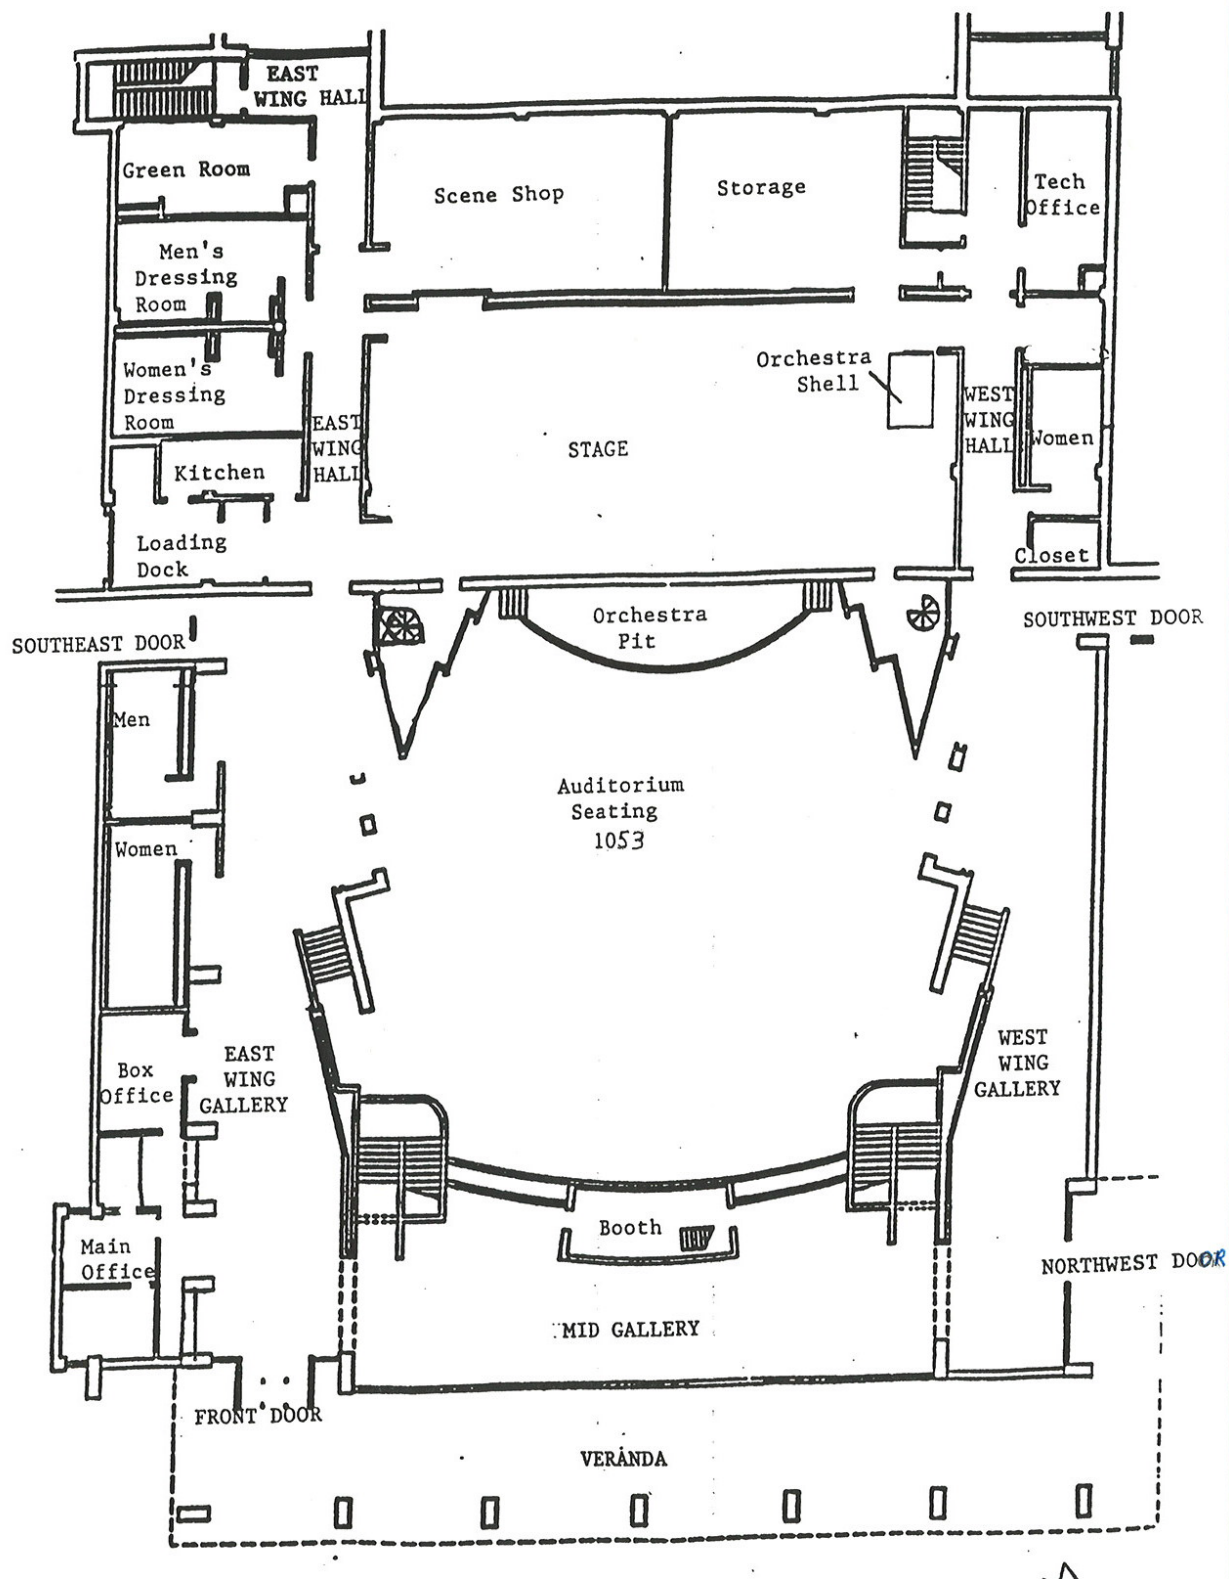 EAST
WING HALL
Green Room
Scene Shop
Storage
Tech
Office
Men's
Dressing
Room
Orchestra
Shell
Women's
Dressing
Room
EAST
WING
HALL
WEST
WING
HALL
Women
STAGE
Kitchen
Loading
Dock
Closet
Orchestra
Pit
SOUTHEAST DOOR
SOUTHWEST DOOR
Men
Auditorium
Seating
1053
Women
EAST
WING
GALLERY
WEST
WING
GALLERY
Box
Office
Booth
Main
Office
NORTHWEST DOOR
MID GALLERY
FRONT DOOR
VERANDA